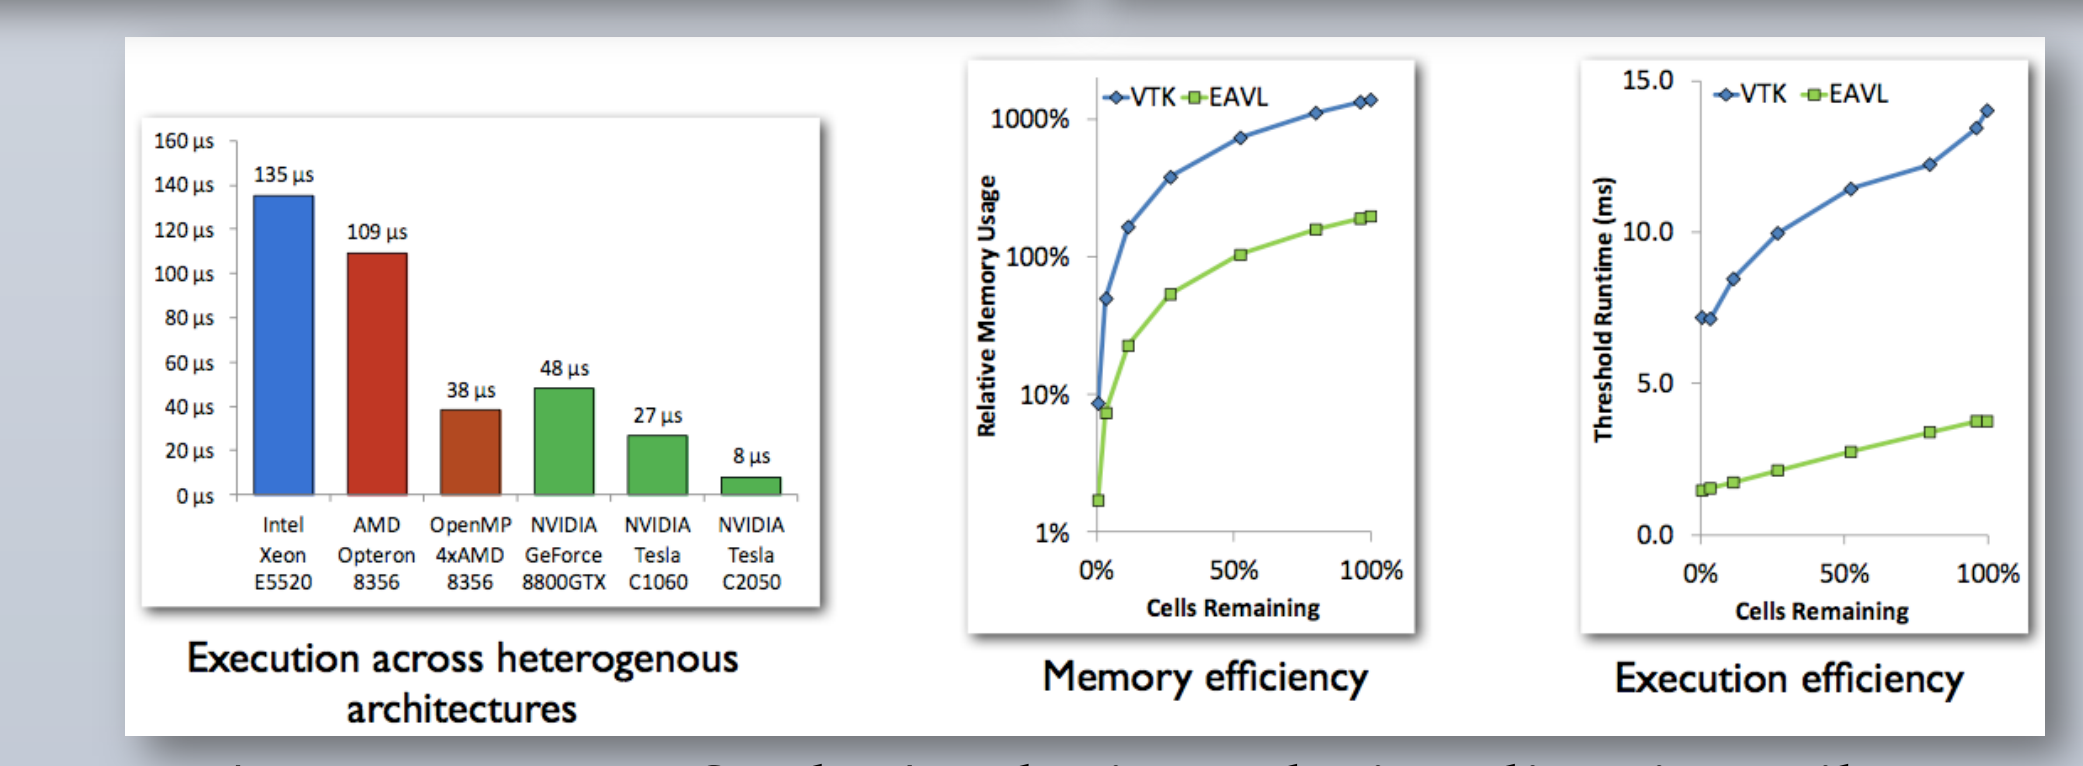 160 µs
140 µs
120 µs
100 µs
80 µs
60 µs
40 µs
20 µs
0 µs
135 µs
109 µs
38 µs
48 µs
27 µs
8 µs
Intel Xeon E5520
AMD Opteron 8356
OpenMP 4xAMD 8356
NVIDIA GeForce 8800GTX
NVIDIA Tesla C1060
NVIDIA Tesla C2050
Execution across heterogenous
architectures
VTK EAVL
Relative Memory Usage
1000%
100%
10%
1%
0% 50% 100%
Cells Remaining
Memory efficiency
VTK EAVL
Threshold Runtime (ms)
15.0
10.0
5.0
0.0
0% 50% 100%
Cells Remaining
Execution efficiency